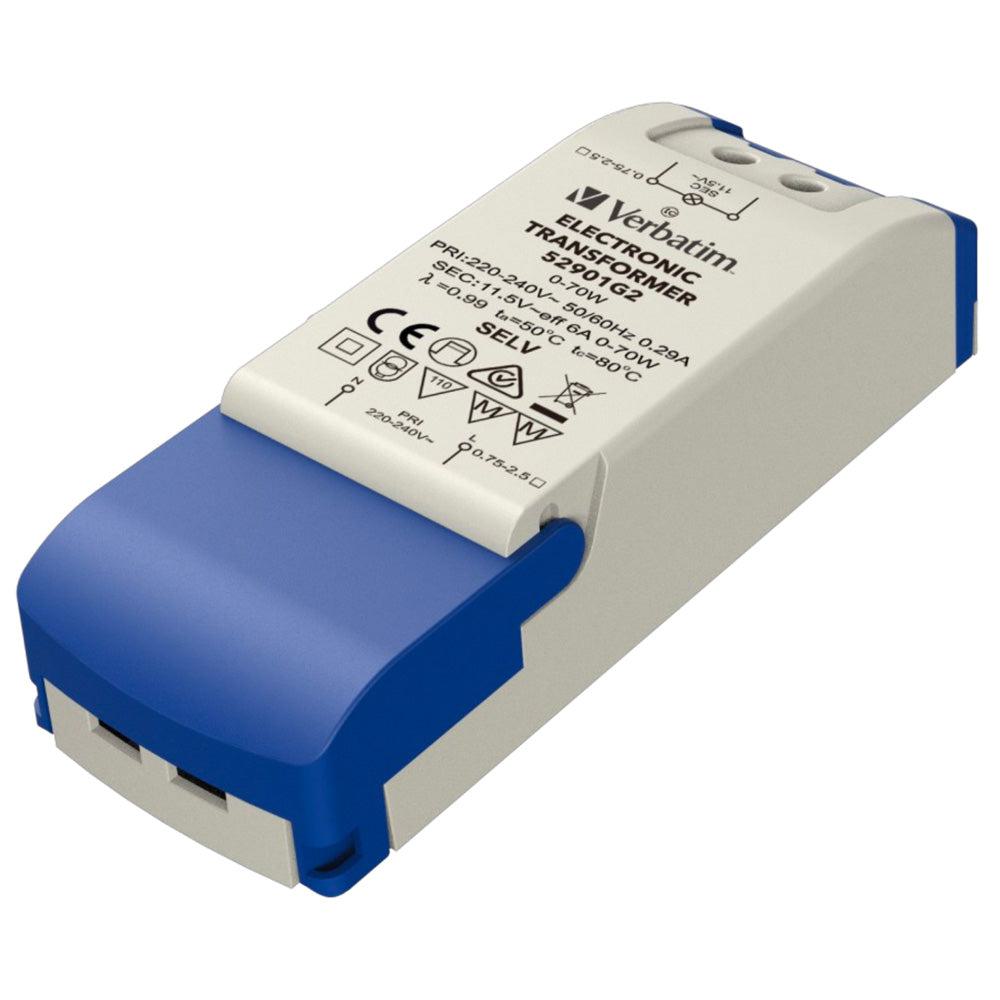 0.75-2.5
SEC
11.5V~
tc
Verbatim
ELECTRONIC
TRANSFORMER
52901G2
0-70W
PRI:220-240V~ 50/60Hz 0.29A
SEC:11.5V~eff 6A 0-70W
λ=0.99 ta=50°C tc=80°C
SELV
CE
110
M
M
N
PRI
220-240V~
L
0.75-2.5